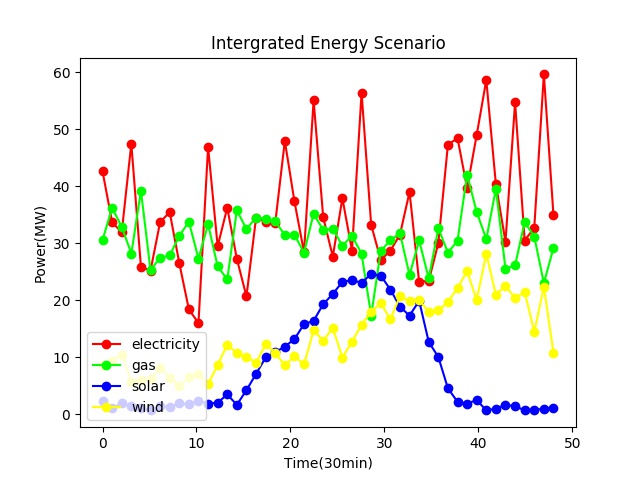 Intergrated Energy Scenario
60
50
40
30
20
10
0
Power(MW)
electricity
gas
solar
wind
0 10 20 30 40 50
Time(30min)